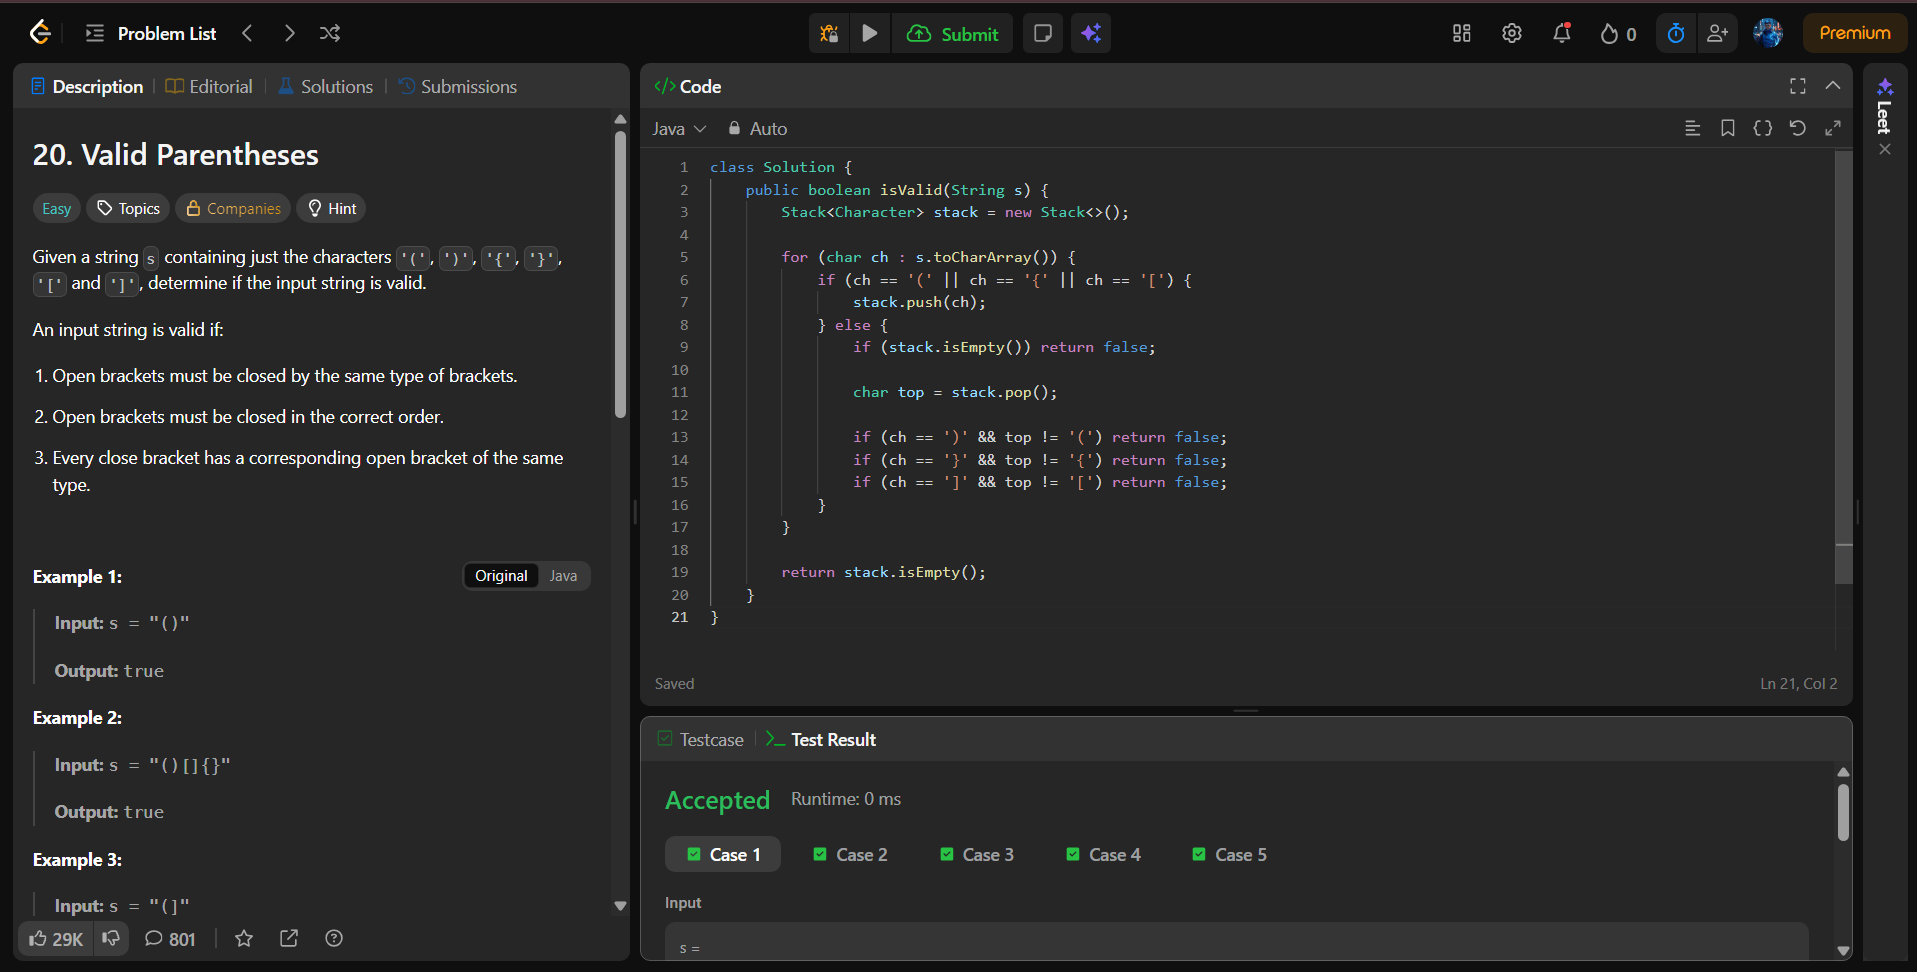 Problem List
Submit
0
Premium
Description | Editorial | Solutions | Submissions
20. Valid Parentheses
Easy Topics Companies Hint
Given a string s containing just the characters '(', ')', '{', '}',
'[' and ']', determine if the input string is valid.
An input string is valid if:
1. Open brackets must be closed by the same type of brackets.
2. Open brackets must be closed in the correct order.
3. Every close bracket has a corresponding open bracket of the same
type.
Example 1:
Original Java
Input: s = "()"
Output: true
Example 2:
Input: s = "()[]{}"
Output: true
Example 3:
Input: s = "(]"
29K
801
</> Code
Java Auto
1 class Solution {
2     public boolean isValid(String s) {
3         Stack<Character> stack = new Stack<>();
4
5         for (char ch : s.toCharArray()) {
6             if (ch == '(' || ch == '{' || ch == '[') {
7                 stack.push(ch);
8             } else {
9                 if (stack.isEmpty()) return false;
10
11                 char top = stack.pop();
12
13                 if (ch == ')' && top != '(') return false;
14                 if (ch == '}' && top != '{') return false;
15                 if (ch == ']' && top != '[') return false;
16             }
17         }
18
19         return stack.isEmpty();
20     }
21 }
Saved
Ln 21, Col 2
Testcase | Test Result
Accepted Runtime: 0 ms
Case 1 Case 2 Case 3 Case 4 Case 5
Input
s =
Leet